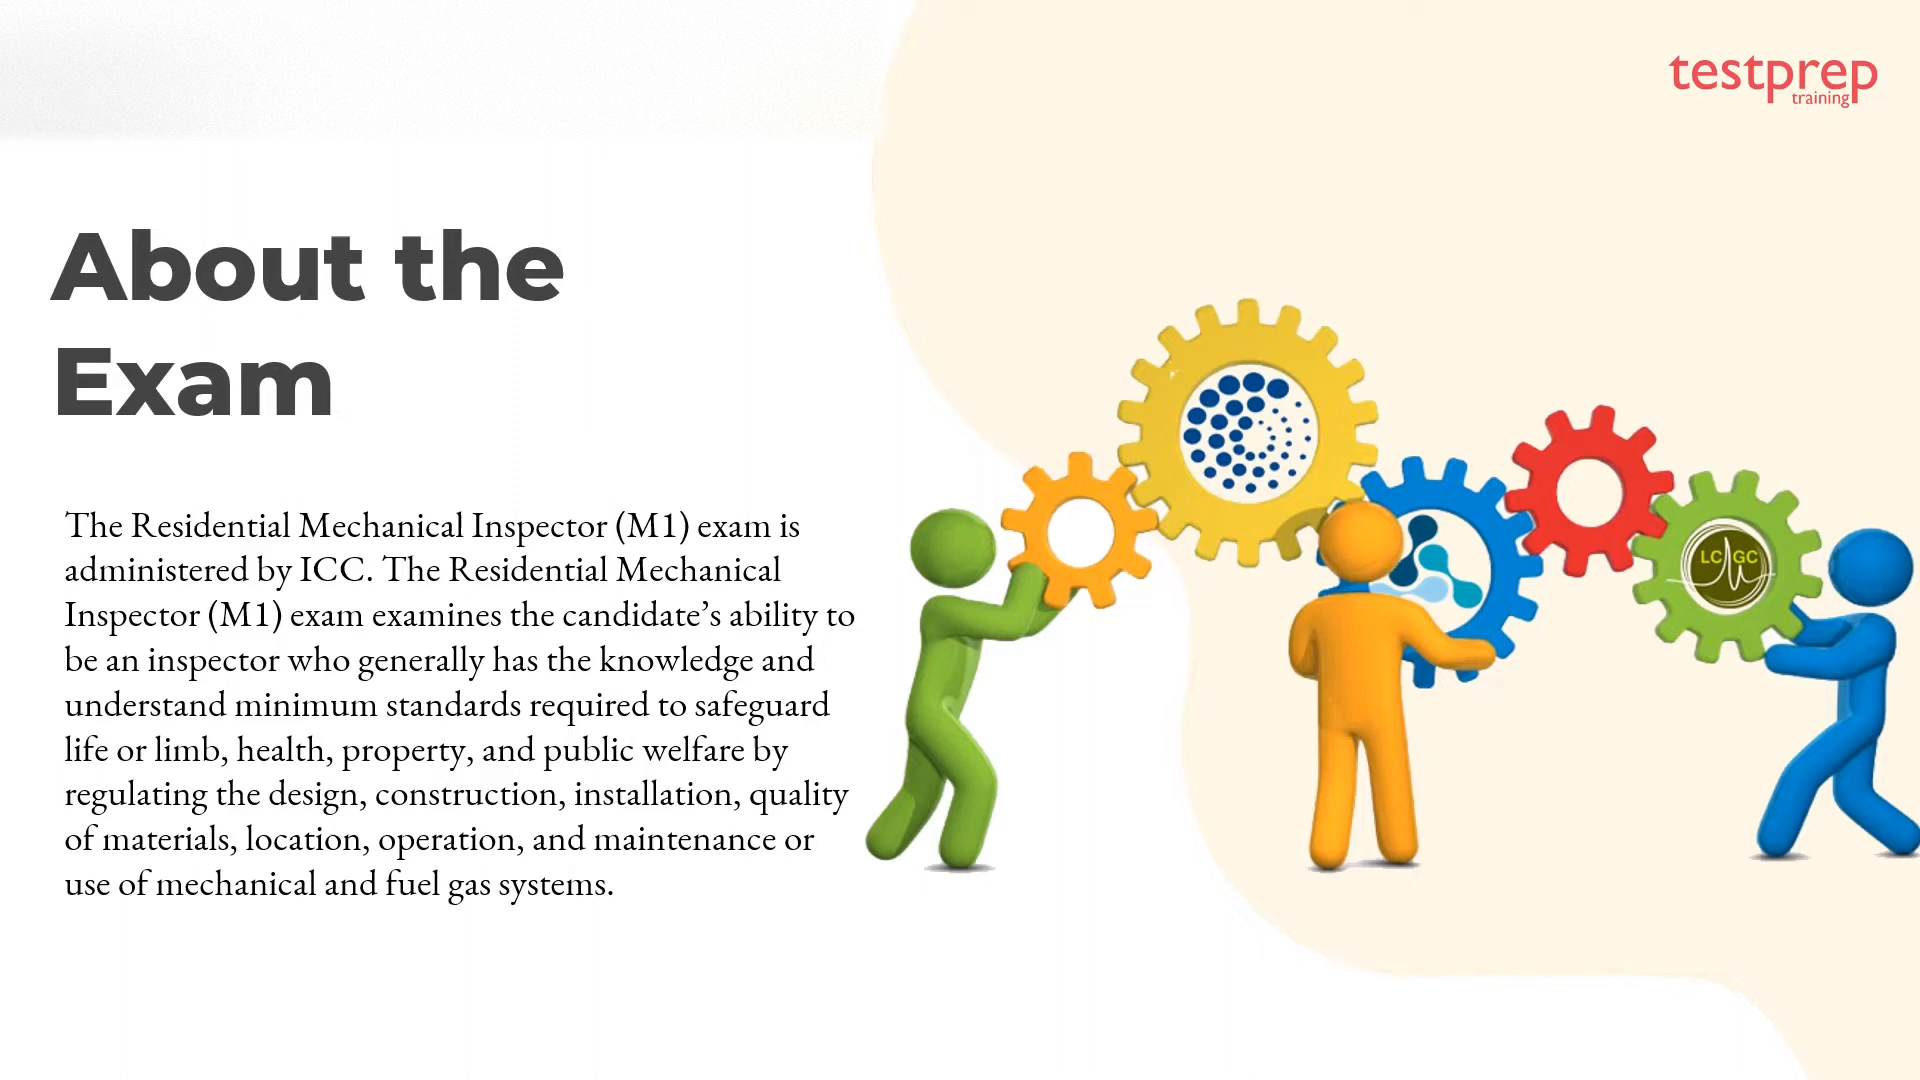 testprep
training
About the
Exam
The Residential Mechanical Inspector (M1) exam is
administered by ICC. The Residential Mechanical
Inspector (M1) exam examines the candidate’s ability to
be an inspector who generally has the knowledge and
understand minimum standards required to safeguard
life or limb, health, property, and public welfare by
regulating the design, construction, installation, quality
of materials, location, operation, and maintenance or
use of mechanical and fuel gas systems.
LC GC